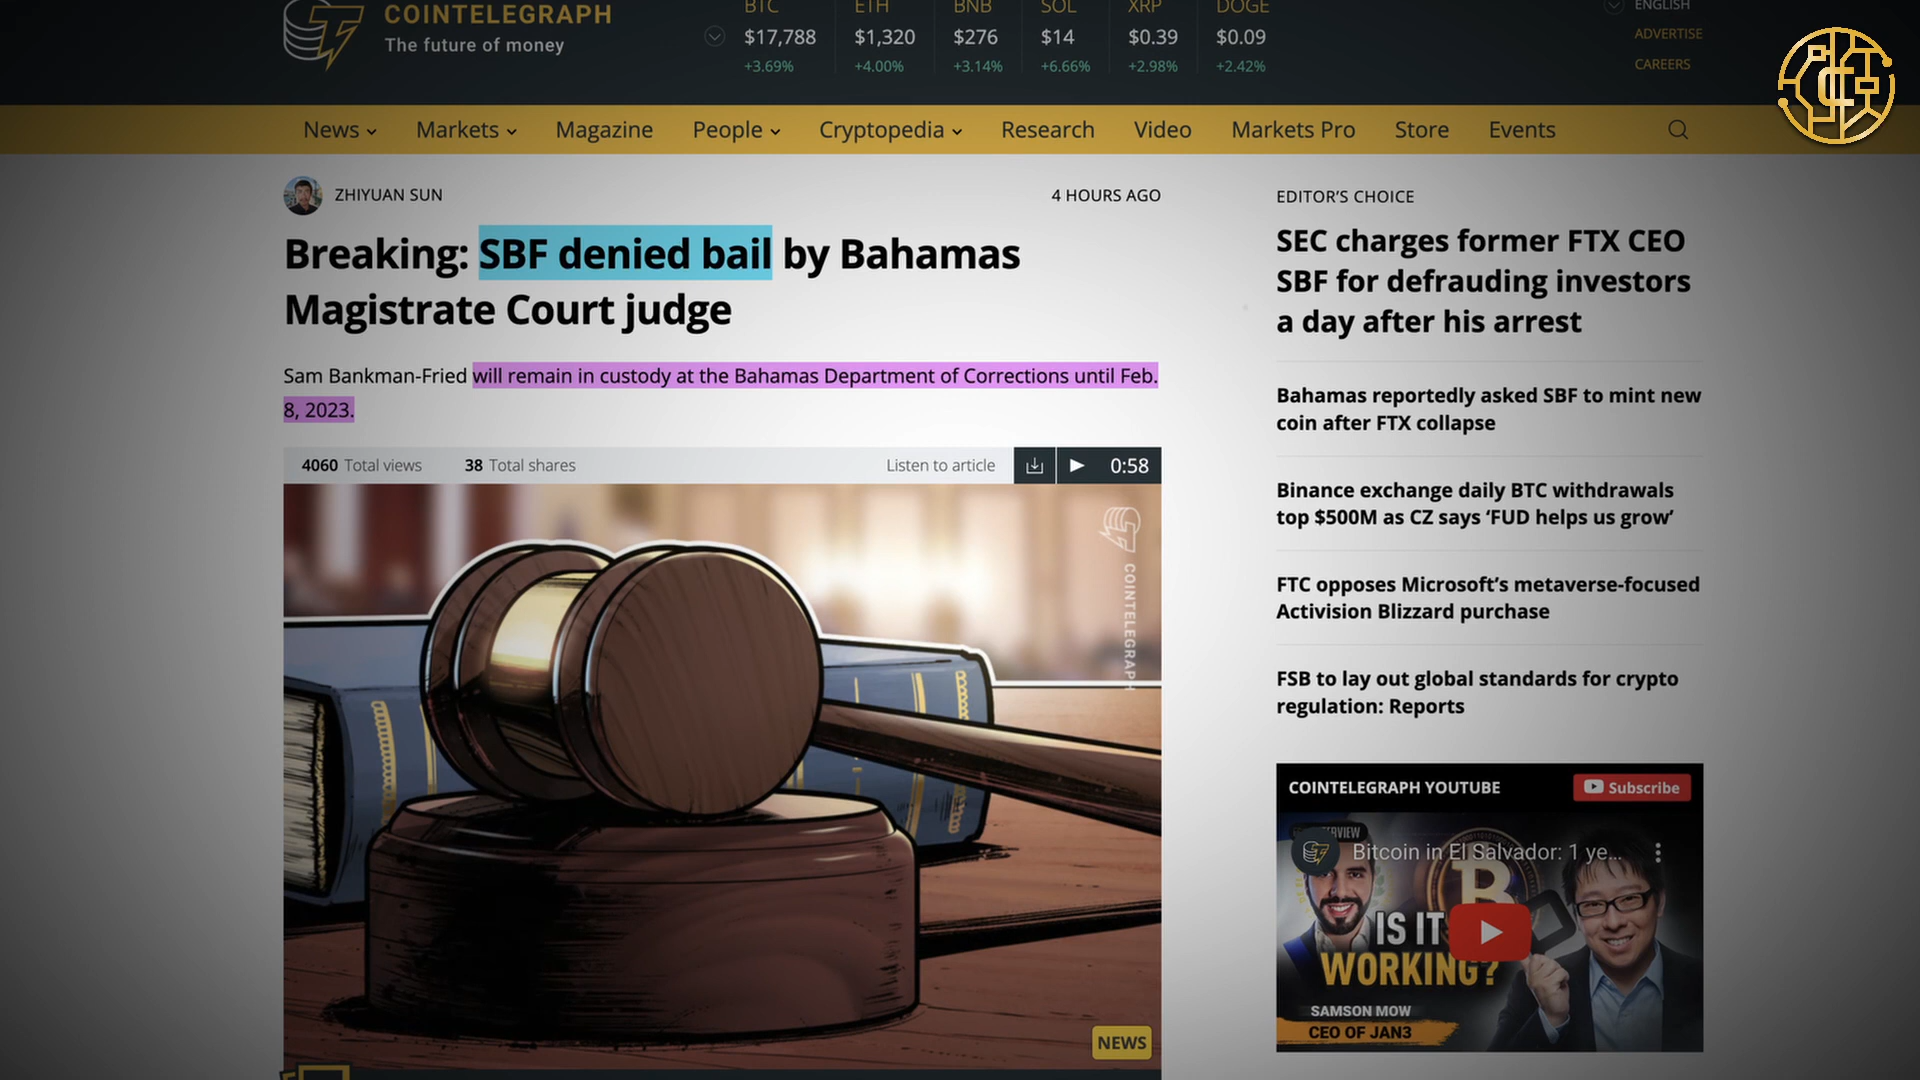 COINTELEGRAPH
The future of money
BTC ETH BNB SOL XRP DOGE
$17,788 $1,320 $276 $14 $0.39 $0.09
+3.69% +4.00% +3.14% +6.66% +2.98% +2.42%
ENGLISH
ADVERTISE
CAREERS
News Markets Magazine People Cryptopedia Research Video Markets Pro Store Events
ZHIYUAN SUN
4 HOURS AGO
Breaking: SBF denied bail by Bahamas
Magistrate Court judge
Sam Bankman-Fried will remain in custody at the Bahamas Department of Corrections until Feb.
8, 2023.
4060 Total views 38 Total shares Listen to article 0:58
COINTELEGRAPH
NEWS
EDITOR'S CHOICE
SEC charges former FTX CEO
SBF for defrauding investors
a day after his arrest
Bahamas reportedly asked SBF to mint new
coin after FTX collapse
Binance exchange daily BTC withdrawals
top $500M as CZ says ‘FUD helps us grow’
FTC opposes Microsoft’s metaverse-focused
Activision Blizzard purchase
FSB to lay out global standards for crypto
regulation: Reports
COINTELEGRAPH YOUTUBE
Subscribe
Bitcoin in El Salvador: 1 ye...
IS IT
WORKING?
SAMSON MOW
CEO OF JAN3